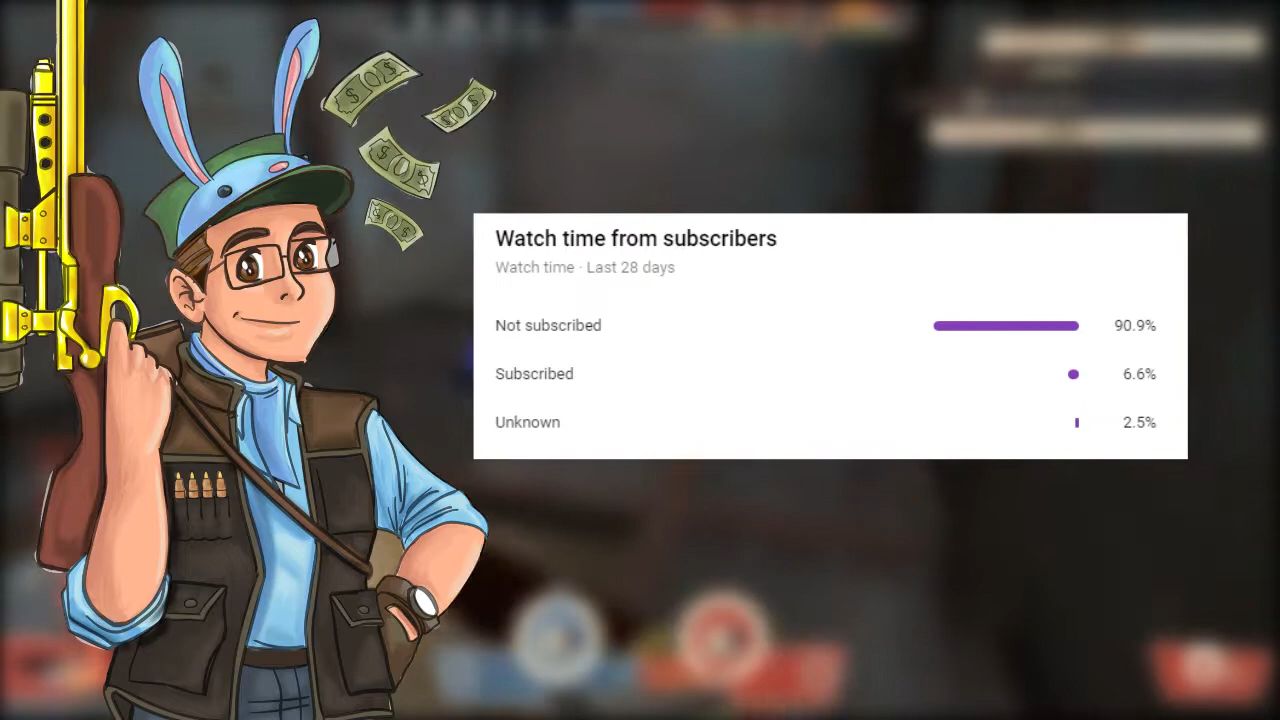 Watch time from subscribers
Watch time · Last 28 days
Not subscribed 90.9%
Subscribed 6.6%
Unknown 2.5%